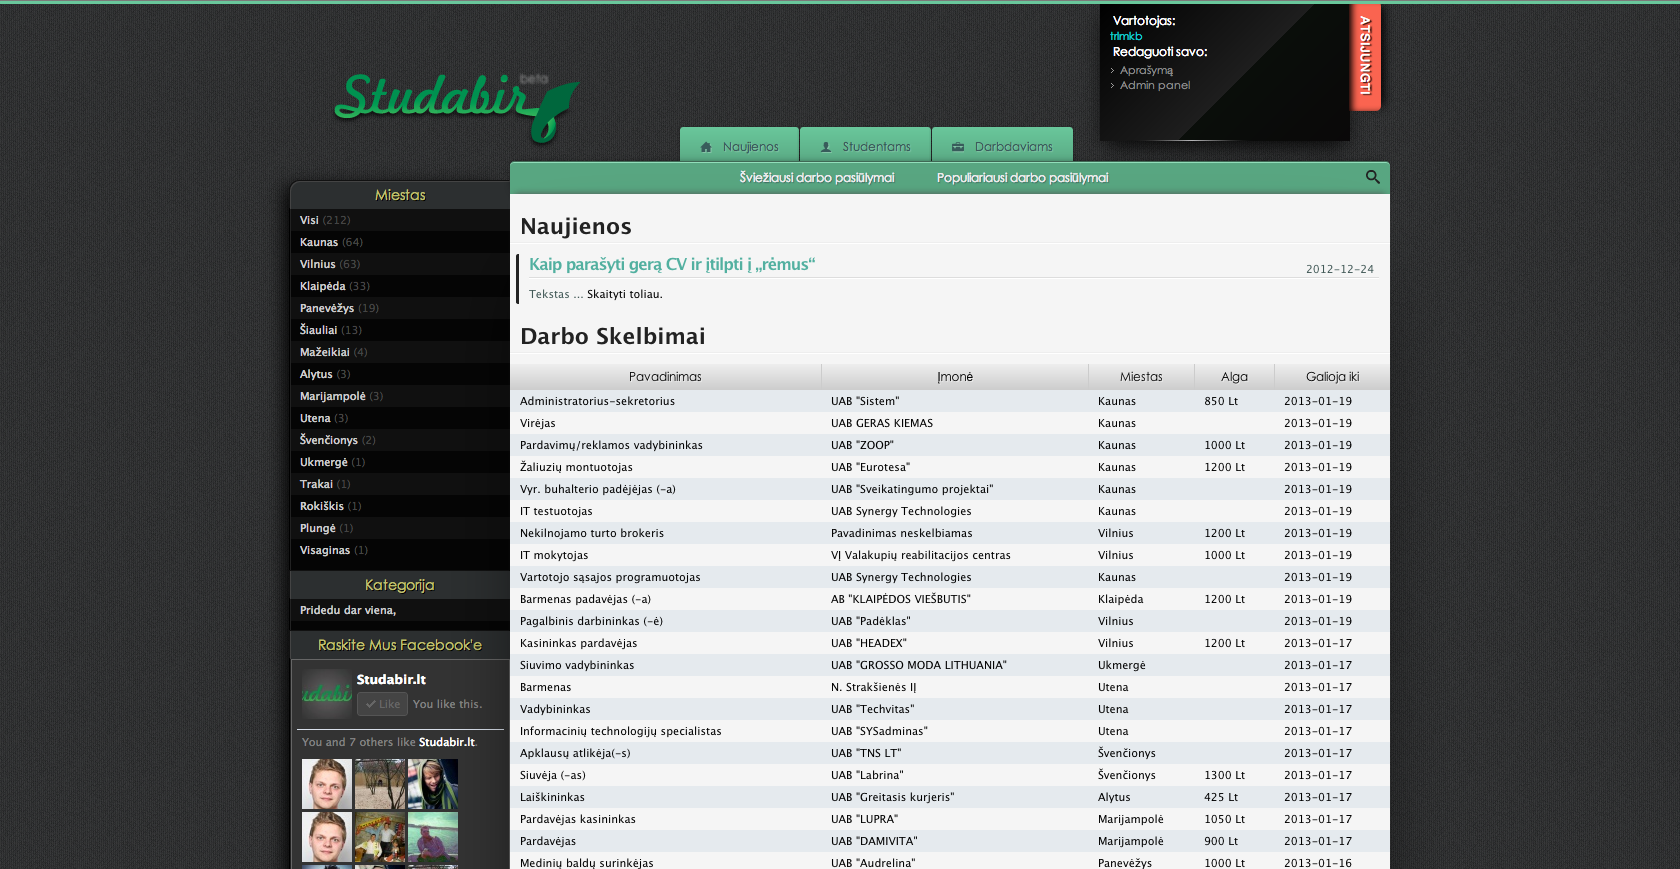 Vartotojas:
trimkb
Redaguoti savo:
Aprašymą
Admin panel
ATSIJUNGTI
Studabir beta
Naujienos Studentams Darbdaviams
Šviežiausi darbo pasiūlymai Populiariausi darbo pasiūlymai
Miestas
Visi (212)
Kaunas (64)
Vilnius (63)
Klaipėda (33)
Panevėžys (19)
Šiauliai (13)
Mažeikiai (4)
Alytus (3)
Marijampolė (3)
Utena (3)
Švenčionys (2)
Ukmergė (1)
Trakai (1)
Rokiškis (1)
Plungė (1)
Visaginas (1)
Kategorija
Pridedu dar viena,
Raskite Mus Facebook'e
Studabir.lt
Like You like this.
You and 7 others like Studabir.lt.
Naujienos
Kaip parašyti gerą CV ir įtilpti į „rėmus“
2012-12-24
Tekstas ... Skaityti toliau.
Darbo Skelbimai
Pavadinimas Įmonė Miestas Alga Galioja iki
Administratorius-sekretorius UAB "Sistem" Kaunas 850 Lt 2013-01-19
Virėjas UAB GERAS KIEMAS Kaunas 2013-01-19
Pardavimų/reklamos vadybininkas UAB "ZOOP" Kaunas 1000 Lt 2013-01-19
Žaliuzių montuotojas UAB "Eurotesa" Kaunas 1200 Lt 2013-01-19
Vyr. buhalterio padėjėjas (-a) UAB "Sveikatingumo projektai" Kaunas 2013-01-19
IT testuotojas UAB Synergy Technologies Kaunas 2013-01-19
Nekilnojamo turto brokeris Pavadinimas neskelbiamas Vilnius 1200 Lt 2013-01-19
IT mokytojas VĮ Valakupių reabilitacijos centras Vilnius 1000 Lt 2013-01-19
Vartotojo sąsajos programuotojas UAB Synergy Technologies Kaunas 2013-01-19
Barmenas padavėjas (-a) AB "KLAIPĖDOS VIEŠBUTIS" Klaipėda 1200 Lt 2013-01-19
Pagalbinis darbininkas (-ė) UAB "Padėklas" Vilnius 2013-01-19
Kasininkas pardavėjas UAB "HEADEX" Vilnius 1200 Lt 2013-01-17
Siuvimo vadybininkas UAB "GROSSO MODA LITHUANIA" Ukmergė 2013-01-17
Barmenas N. Strakšienės IĮ Utena 2013-01-17
Vadybininkas UAB "Techvitas" Utena 2013-01-17
Informacinių technologijų specialistas UAB "SYSadminas" Utena 2013-01-17
Apklausų atlikėja(-s) UAB "TNS LT" Švenčionys 2013-01-17
Siuvėja (-as) UAB "Labrina" Švenčionys 1300 Lt 2013-01-17
Laiškininkas UAB "Greitasis kurjeris" Alytus 425 Lt 2013-01-17
Pardavėjas kasininkas UAB "LUPRA" Marijampolė 1050 Lt 2013-01-17
Pardavėjas UAB "DAMIVITA" Marijampolė 900 Lt 2013-01-17
Medinių baldų surinkėjas UAB "Audrelina" Panevėžys 1000 Lt 2013-01-16